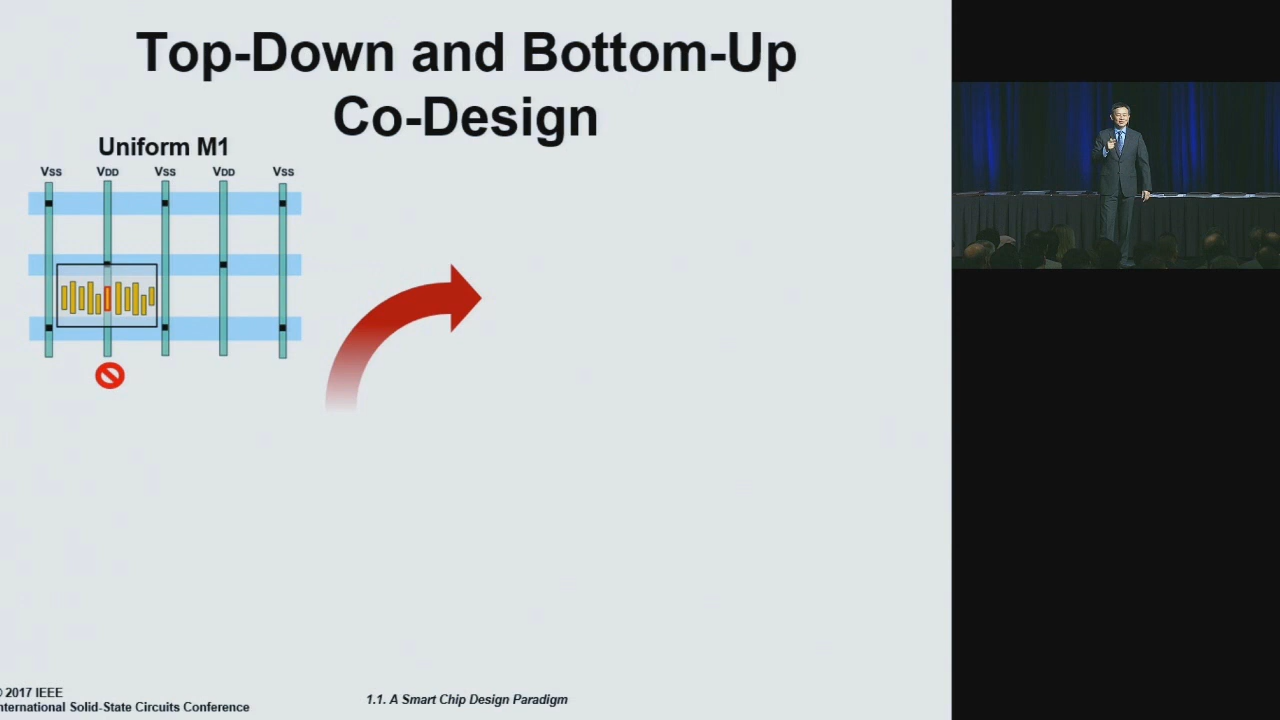 Top-Down and Bottom-Up
Co-Design
Uniform M1
VSS VDD VSS VDD VSS
© 2017 IEEE
nternational Solid-State Circuits Conference
1.1. A Smart Chip Design Paradigm